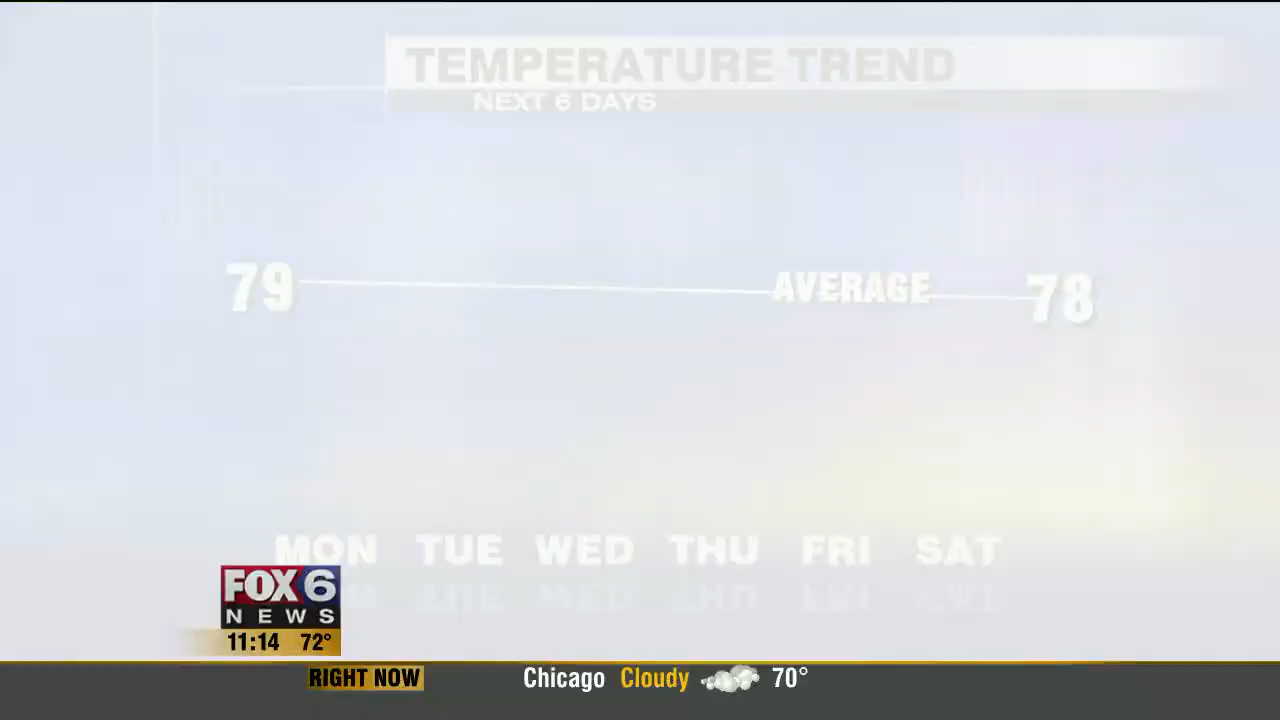 TEMPERATURE TREND
NEXT 6 DAYS
79 AVERAGE 78
MON TUE WED THU FRI SAT
FOX 6
NEWS
11:14 72°
RIGHT NOW Chicago Cloudy 70°